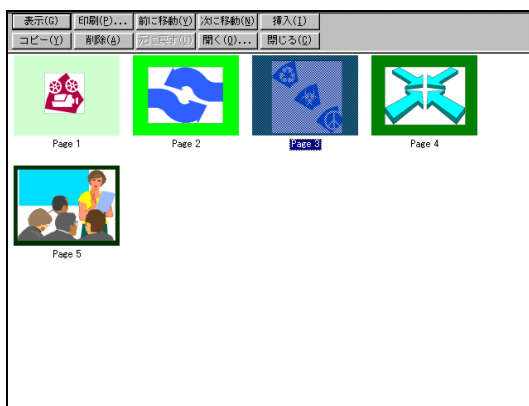 表示(G) 印刷(P)... 前に移動(V) 次に移動(N) 挿入(I)
コピー(Y) 削除(A) 元に戻す(U) 開く(O)... 閉じる(C)
Page 1 Page 2 Page 3 Page 4
Page 5